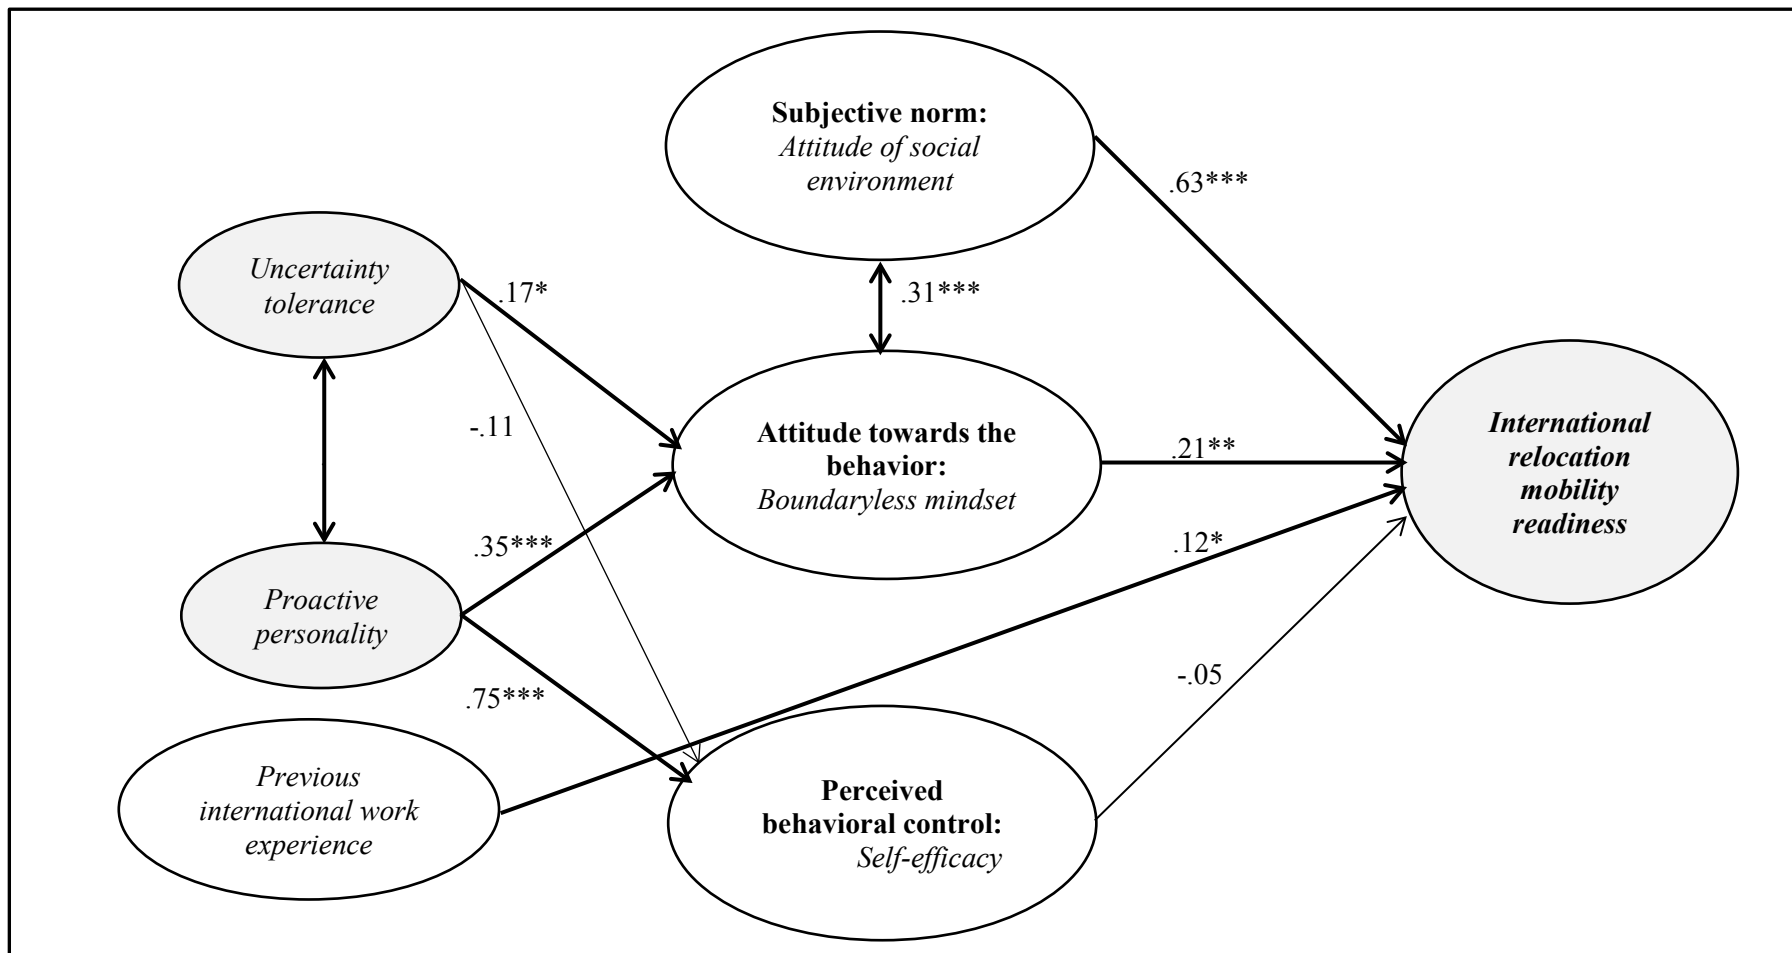 Subjective norm:
Attitude of social
environment
.63***
Uncertainty
tolerance
.17*
.31***
-.11
Attitude towards the
behavior:
Boundaryless mindset
.21**
International
relocation
mobility
readiness
.35***
.12*
Proactive
personality
.75***
-.05
Previous
international work
experience
Perceived
behavioral control:
Self-efficacy